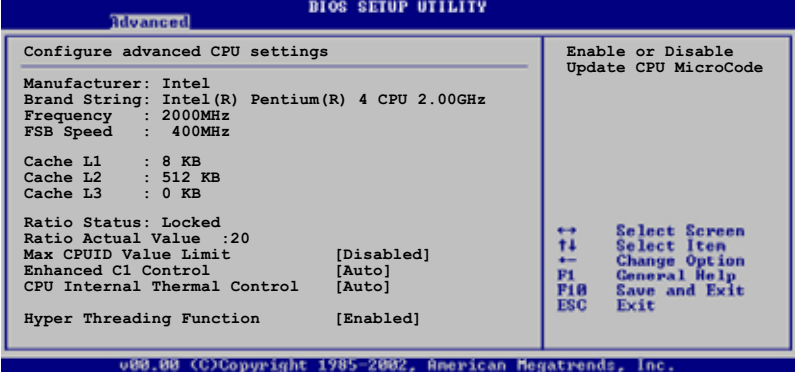 BIOS SETUP UTILITY
Advanced
Configure advanced CPU settings
Manufacturer: Intel
Brand String: Intel(R) Pentium(R) 4 CPU 2.00GHz
Frequency : 2000MHz
FSB Speed : 400MHz
Cache L1 : 8 KB
Cache L2 : 512 KB
Cache L3 : 0 KB
Ratio Status: Locked
Ratio Actual Value :20
Max CPUID Value Limit [Disabled]
Enhanced C1 Control [Auto]
CPU Internal Thermal Control [Auto]
Hyper Threading Function [Enabled]
Enable or Disable
Update CPU MicroCode
↔ Select Screen
↑↓ Select Item
+- Change Option
F1 General Help
F10 Save and Exit
ESC Exit
v00.00 (C)Copyright 1985-2002, American Megatrends, Inc.